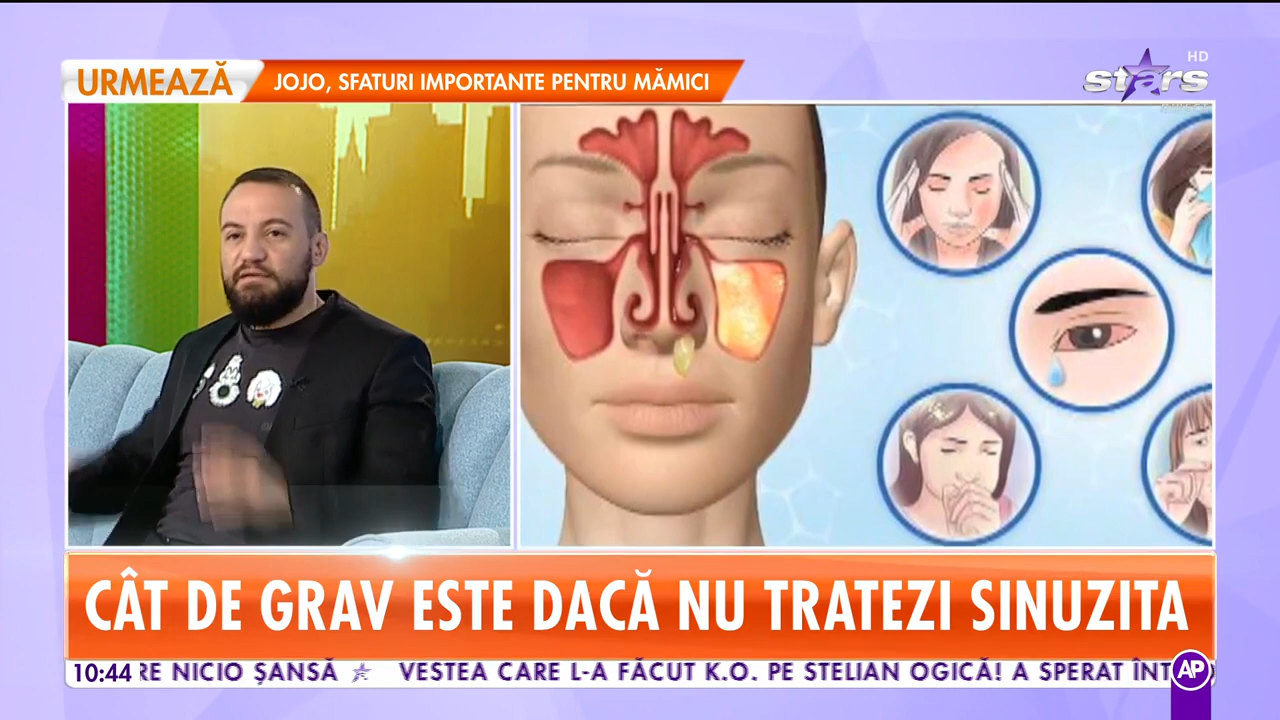 URMEAZĂ
JOJO, SFATURI IMPORTANTE PENTRU MĂMICI
HD
stars
CÂT DE GRAV ESTE DACĂ NU TRATEZI SINUZITA
10:44 RE NICIO ȘANSĂ VESTEA CARE L-A FĂCUT K.O. PE STELIAN OGICĂ! A SPERAT ÎNT
AP